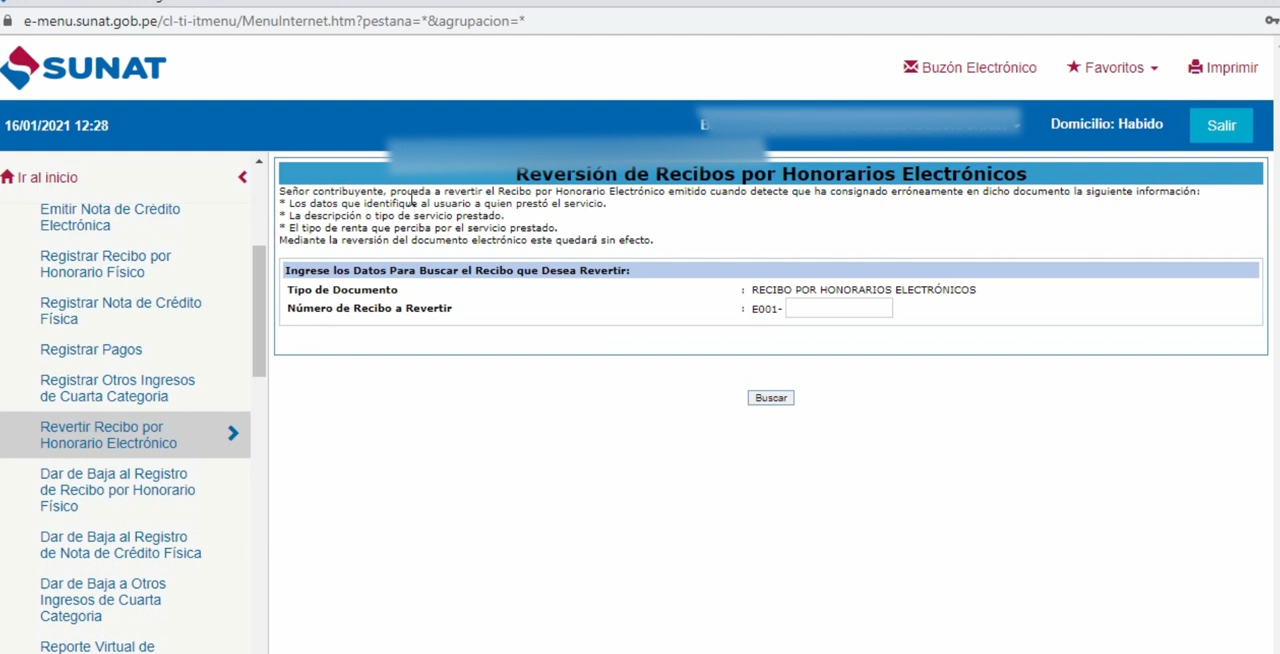 e-menu.sunat.gob.pe/cl-ti-itmenu/MenuInternet.htm?pestana=*&agrupacion=*
SUNAT
Buzón Electrónico
Favoritos
Imprimir
16/01/2021 12:28
Domicilio: Habido
Salir
Ir al inicio
Emitir Nota de Crédito
Electrónica
Registrar Recibo por
Honorario Físico
Registrar Nota de Crédito
Física
Registrar Pagos
Registrar Otros Ingresos
de Cuarta Categoria
Revertir Recibo por
Honorario Electrónico
Dar de Baja al Registro
de Recibo por Honorario
Físico
Dar de Baja al Registro
de Nota de Crédito Física
Dar de Baja a Otros
Ingresos de Cuarta
Categoria
Reporte Virtual de
Reversión de Recibos por Honorarios Electrónicos
Señor contribuyente, proceda a revertir el Recibo por Honorario Electrónico emitido cuando detecte que ha consignado erróneamente en dicho documento la siguiente información:
* Los datos que identifique al usuario a quien prestó el servicio.
* La descripción o tipo de servicio prestado.
* El tipo de renta que perciba por el servicio prestado.
Mediante la reversión del documento electrónico este quedará sin efecto.
Ingrese los Datos Para Buscar el Recibo que Desea Revertir:
Tipo de Documento : RECIBO POR HONORARIOS ELECTRÓNICOS
Número de Recibo a Revertir : E001-
Buscar